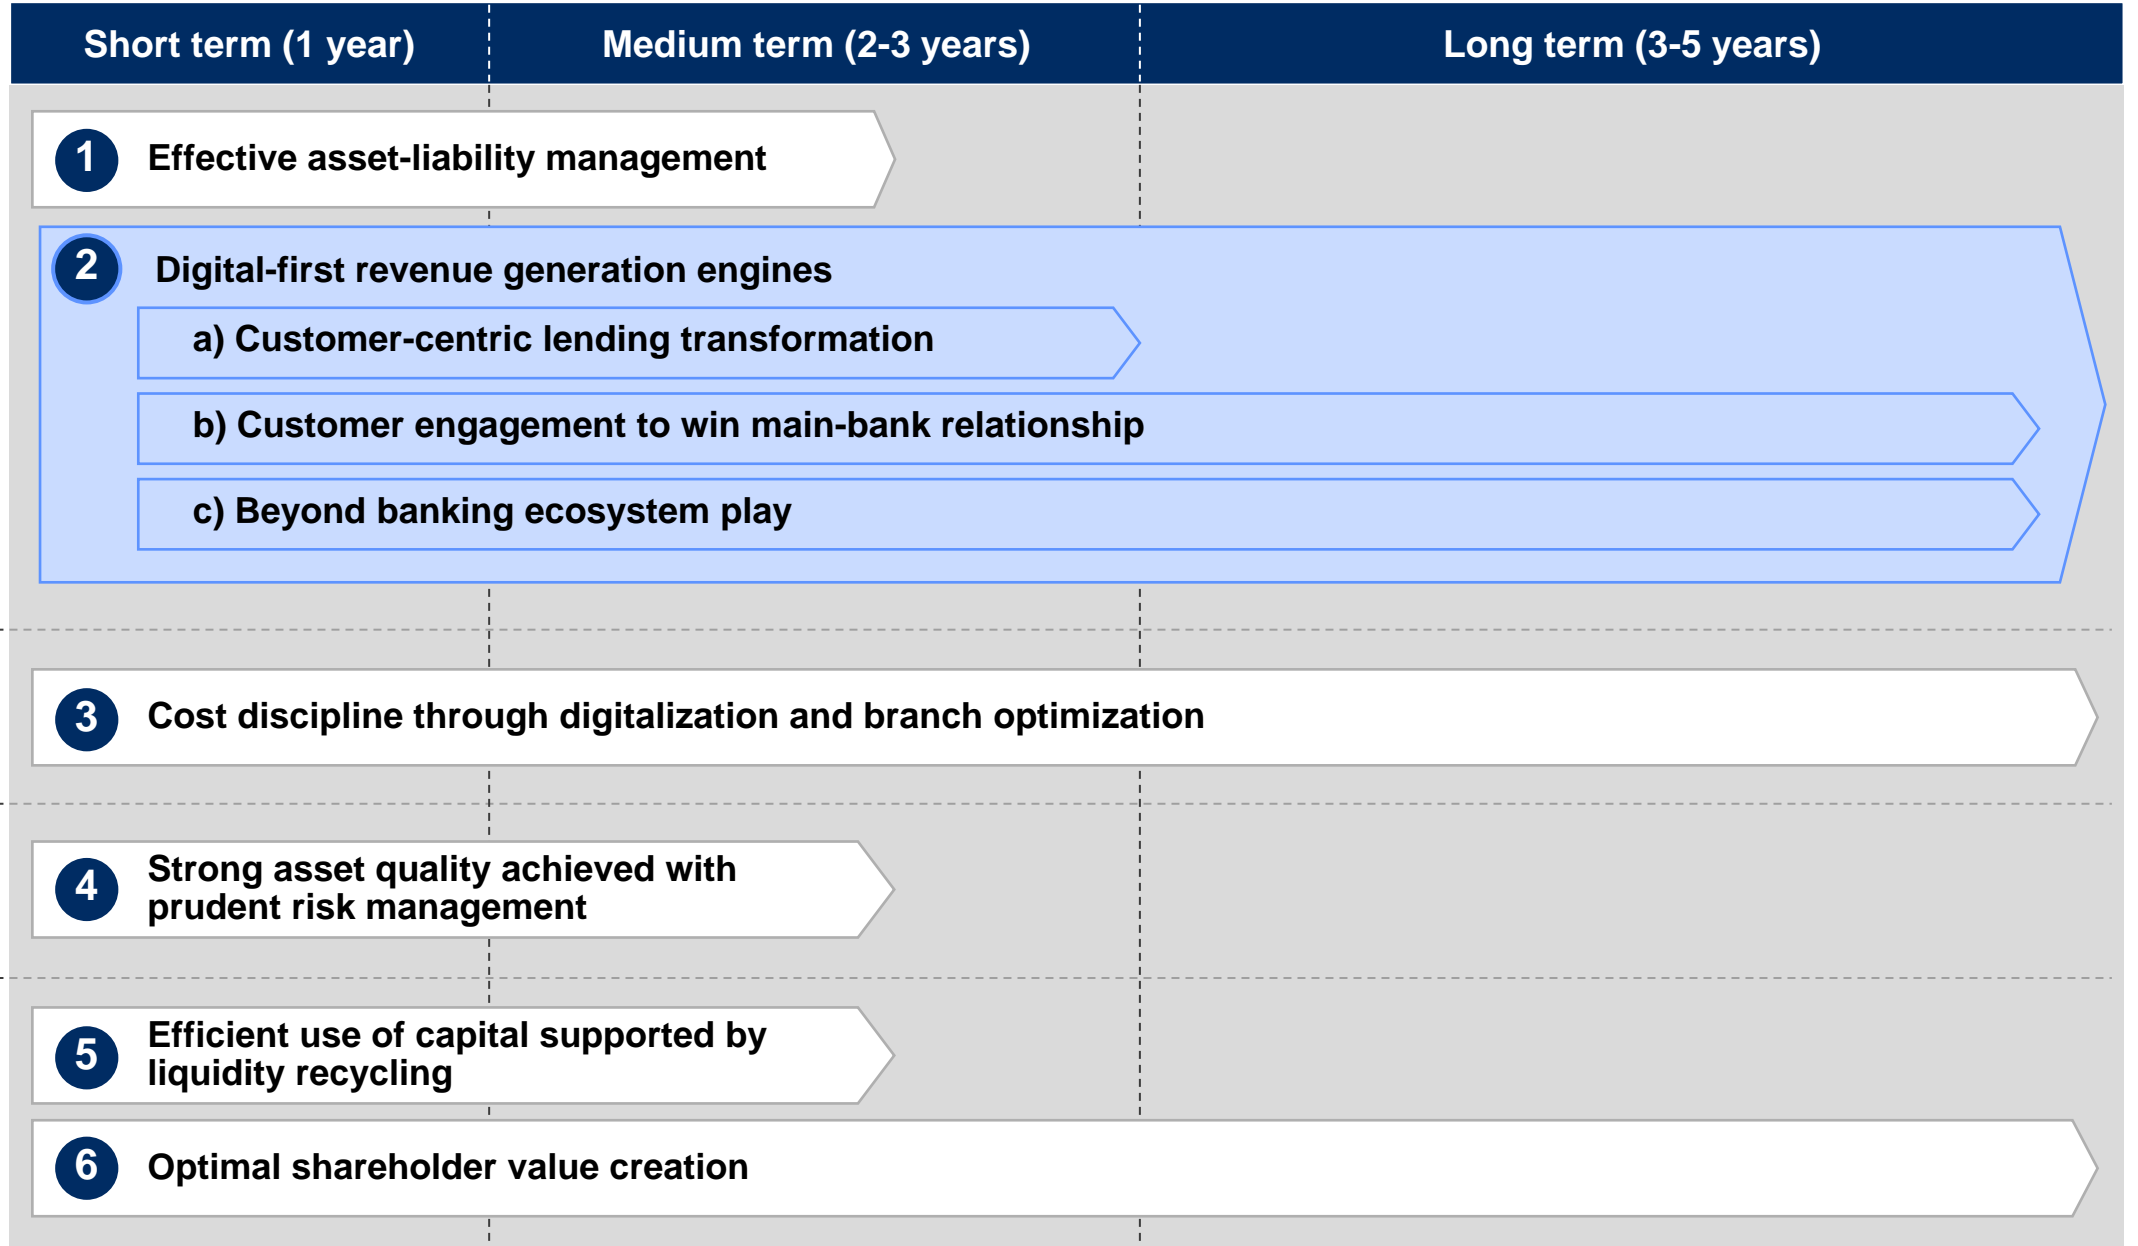 Short term (1 year)
Medium term (2-3 years)
Long term (3-5 years)
1
Effective asset-liability management
2
Digital-first revenue generation engines
a) Customer-centric lending transformation
b) Customer engagement to win main-bank relationship
c) Beyond banking ecosystem play
3
Cost discipline through digitalization and branch optimization
4
Strong asset quality achieved with
prudent risk management
5
Efficient use of capital supported by
liquidity recycling
6
Optimal shareholder value creation